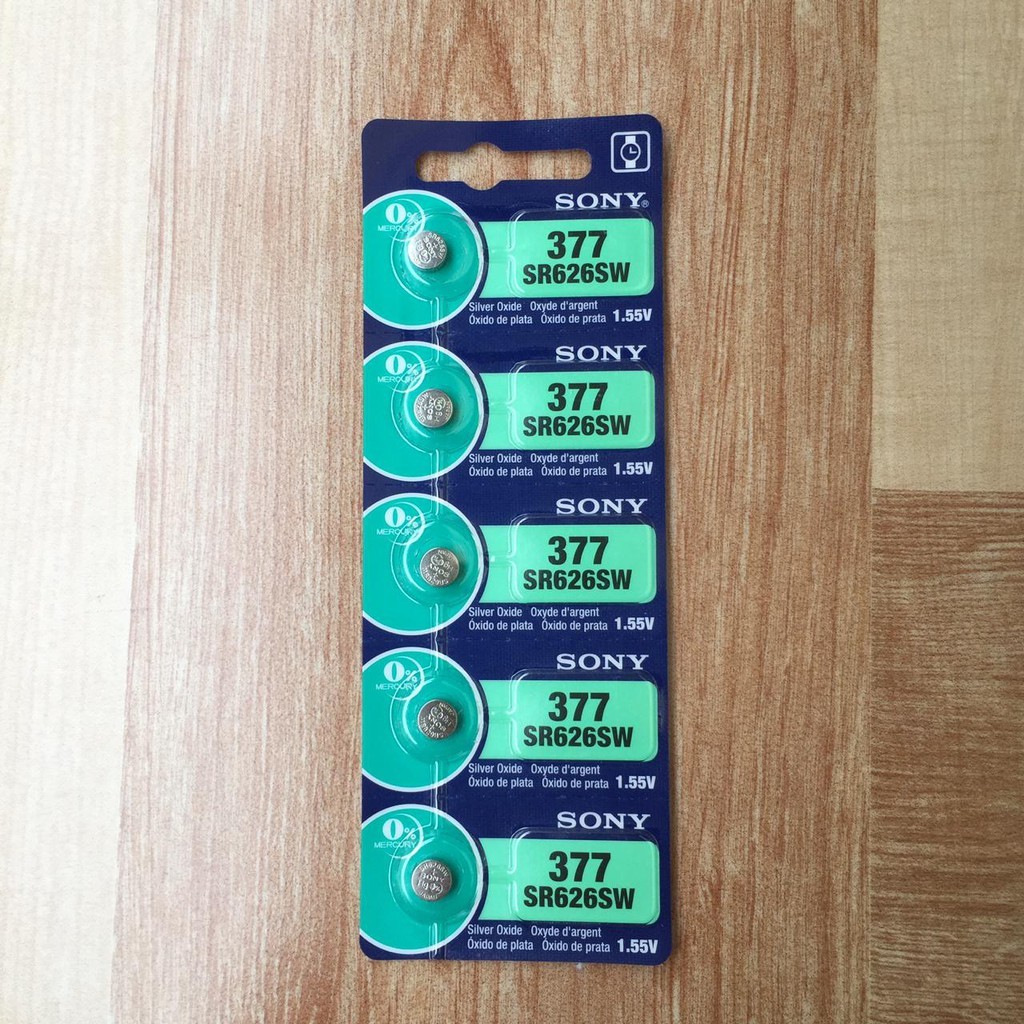 SONY®
0%
MERCURY
377
SR626SW
Silver Oxide Oxyde d'argent
Óxido de plata Óxido de prata 1.55V
SONY
0%
MERCURY
377
SR626SW
Silver Oxide Oxyde d'argent
Óxido de plata Óxido de prata 1.55V
SONY
0%
MERCURY
377
SR626SW
Silver Oxide Oxyde d'argent
Óxido de plata Óxido de prata 1.55V
SONY
0%
MERCURY
377
SR626SW
Silver Oxide Oxyde d'argent
Óxido de plata Óxido de prata 1.55V
SONY
0%
MERCURY
377
SR626SW
Silver Oxide Oxyde d'argent
Óxido de plata Óxido de prata 1.55V